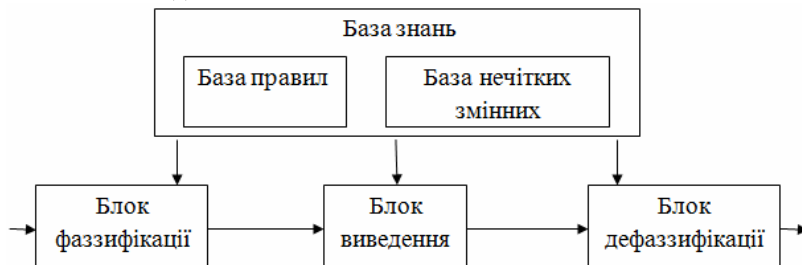 База знань
База правил
База нечітких
змінних
Блок
фаззифікації
Блок
виведення
Блок
дефаззифікації